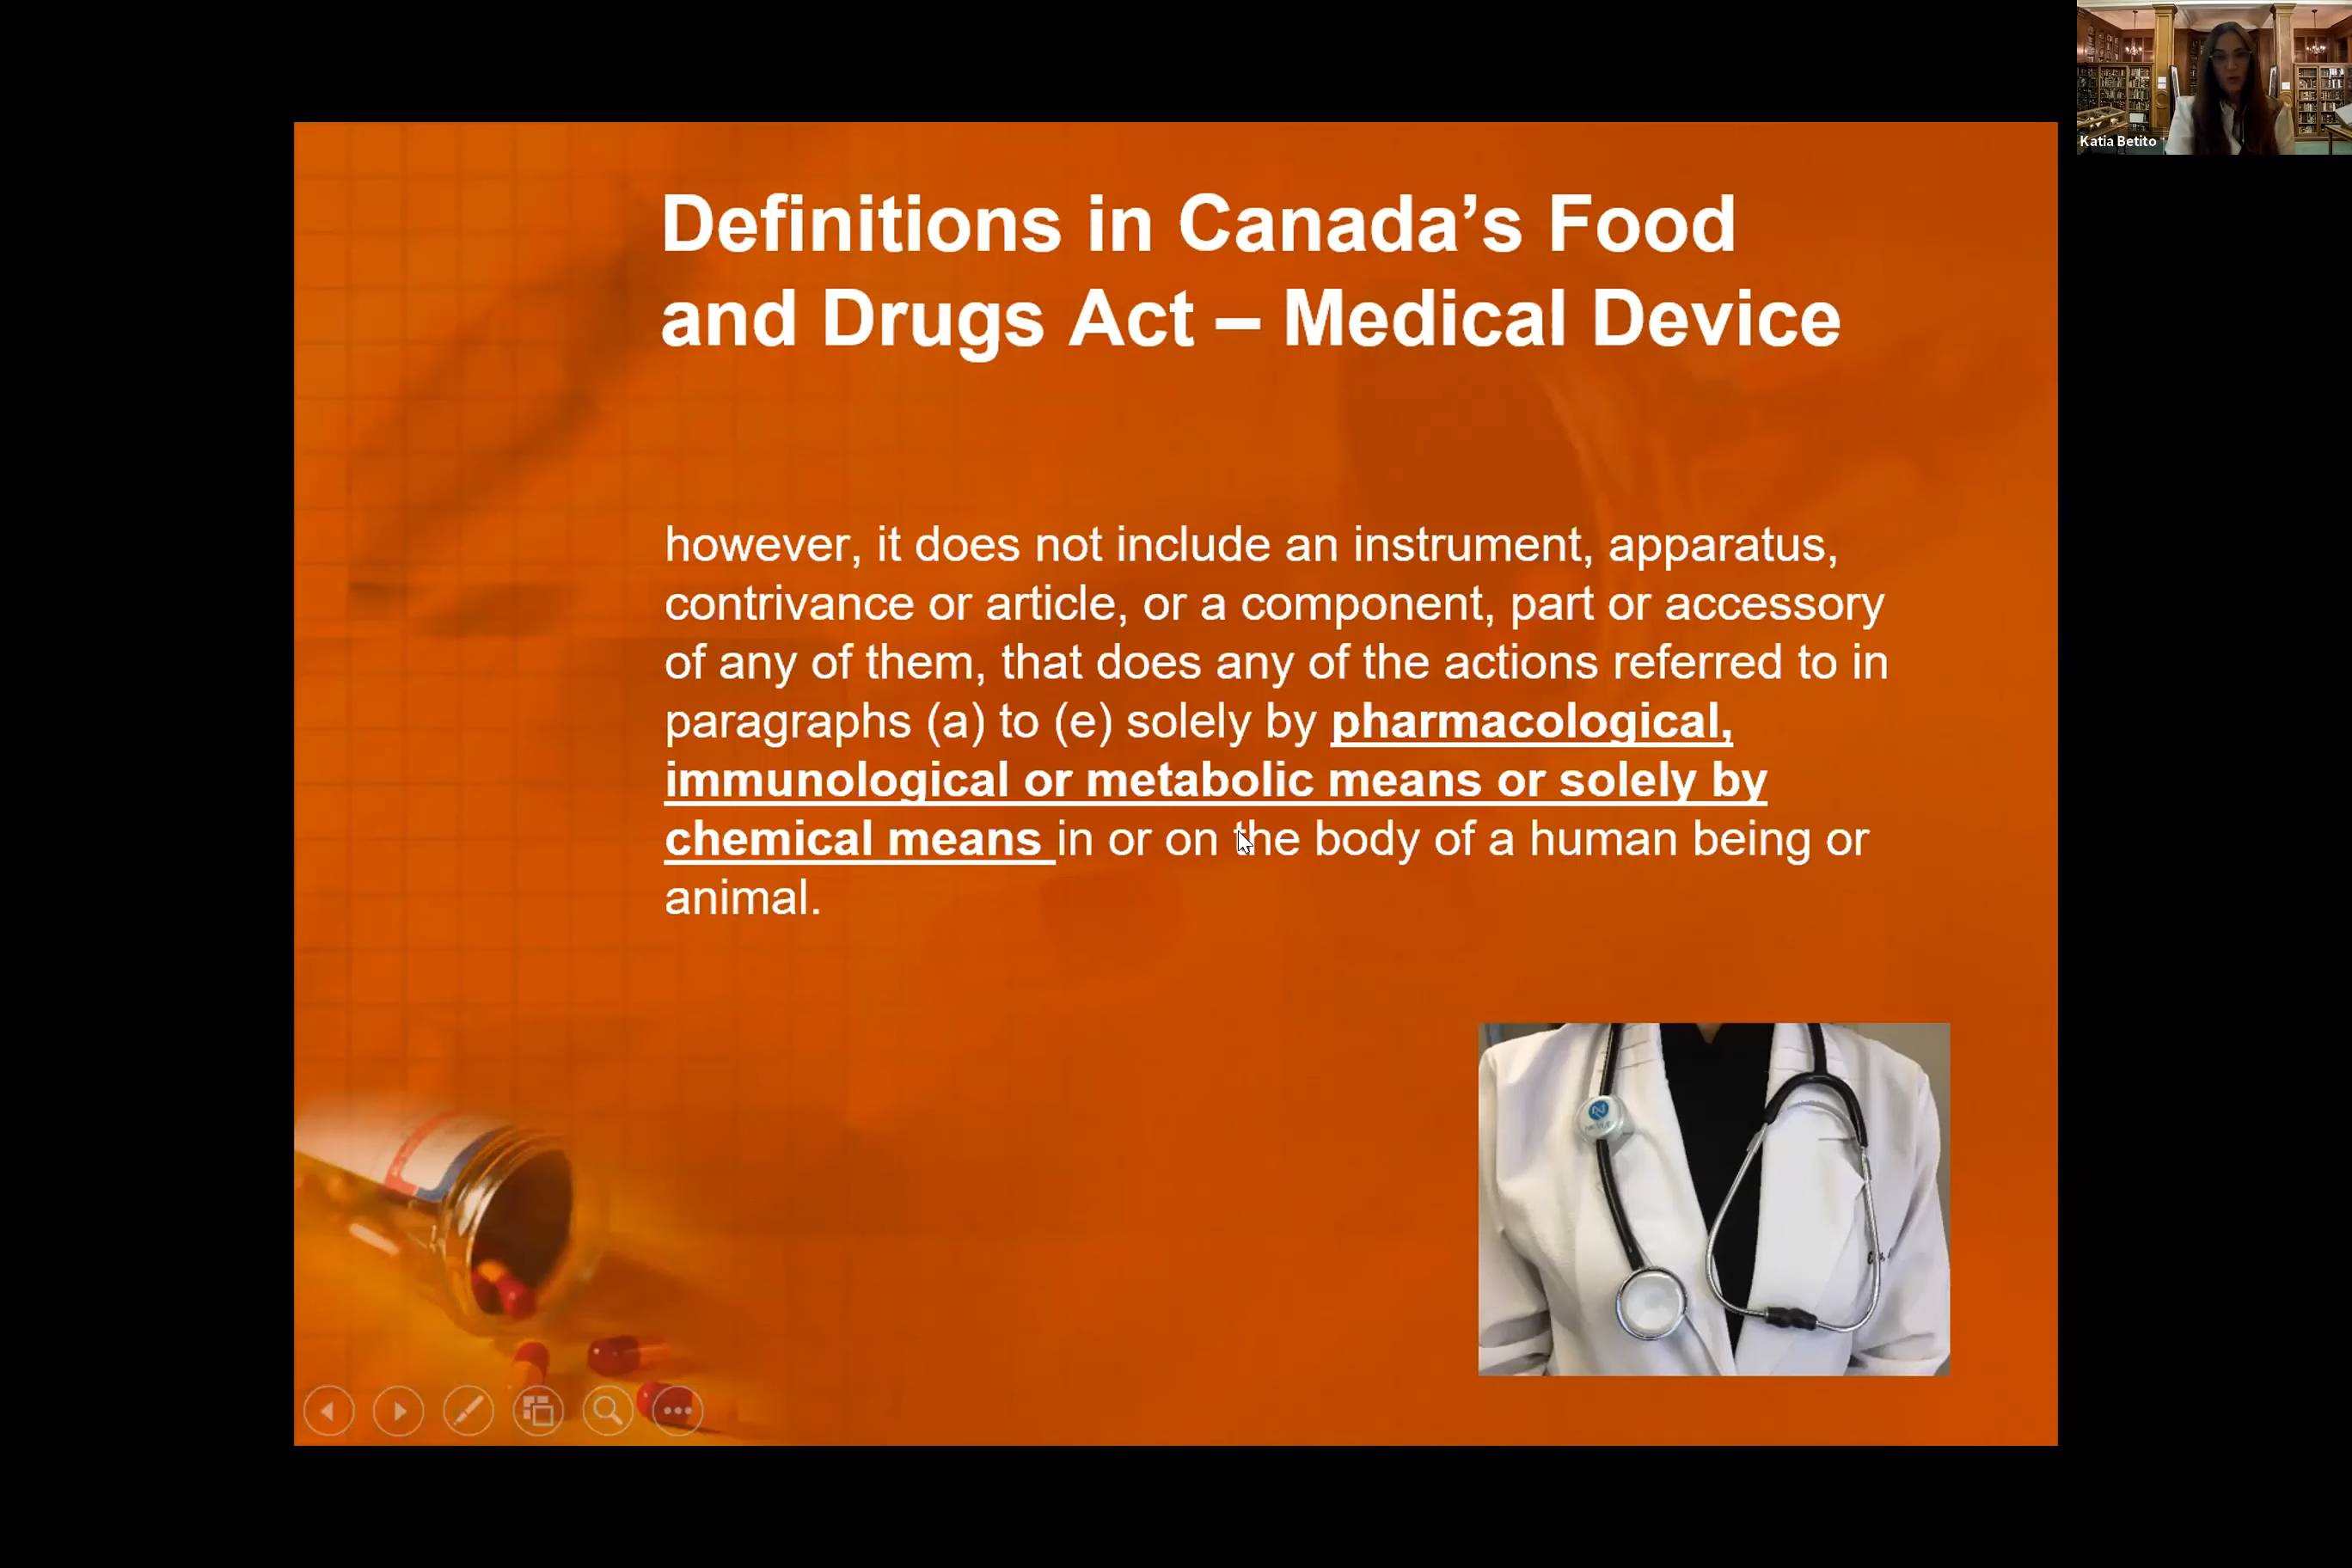 Katia Betito
Definitions in Canada’s Food
and Drugs Act – Medical Device
however, it does not include an instrument, apparatus,
contrivance or article, or a component, part or accessory
of any of them, that does any of the actions referred to in
paragraphs (a) to (e) solely by pharmacological,
immunological or metabolic means or solely by
chemical means in or on the body of a human being or
animal.